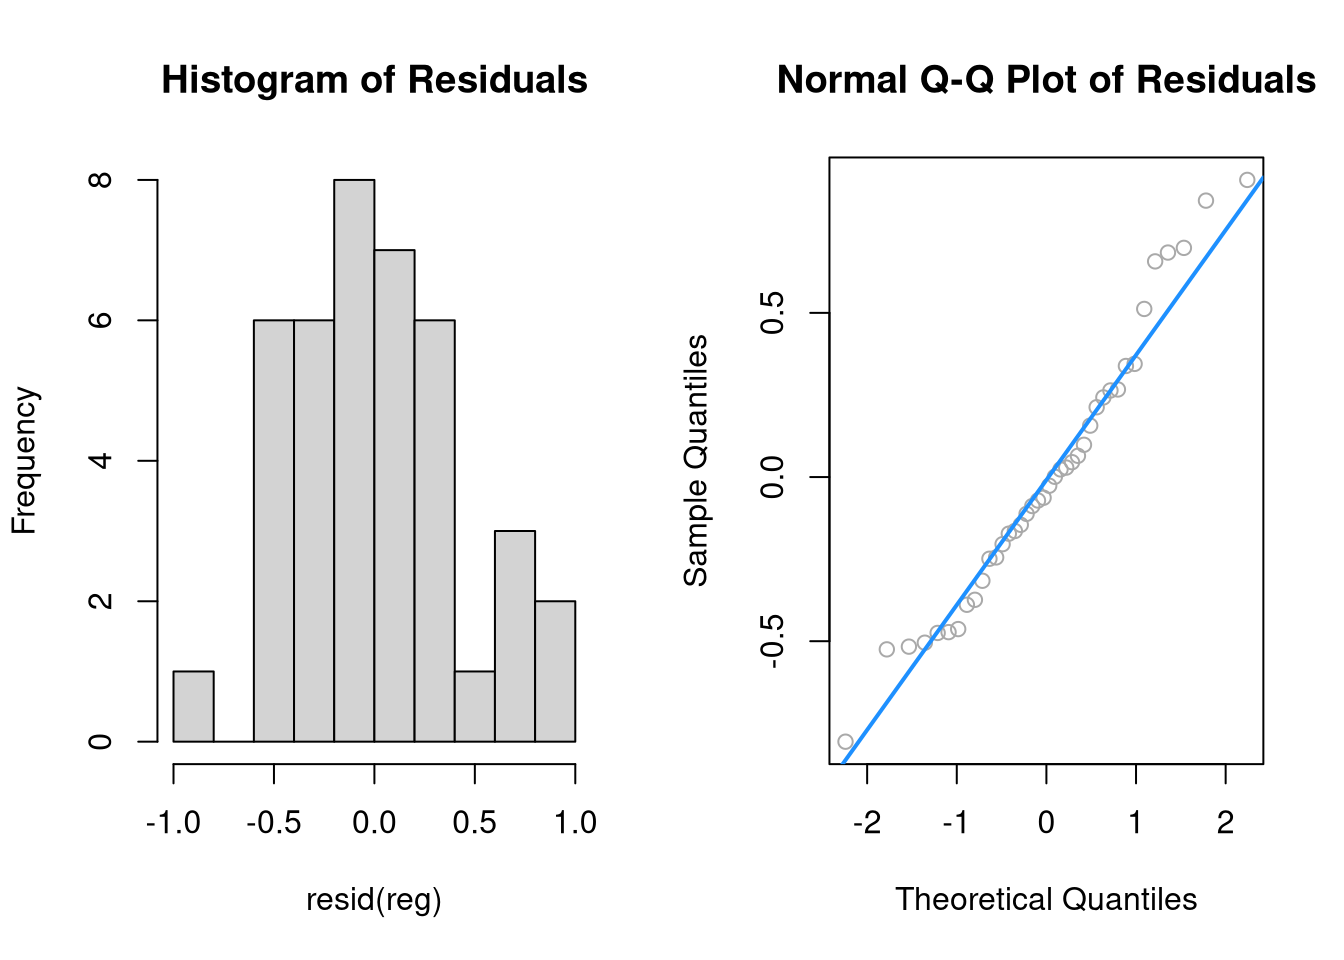 Histogram of Residuals
Frequency
0
2
4
6
8
-1.0 -0.5 0.0 0.5 1.0
resid(reg)
Normal Q-Q Plot of Residuals
Sample Quantiles
-0.5
0.0
0.5
-2 -1 0 1 2
Theoretical Quantiles